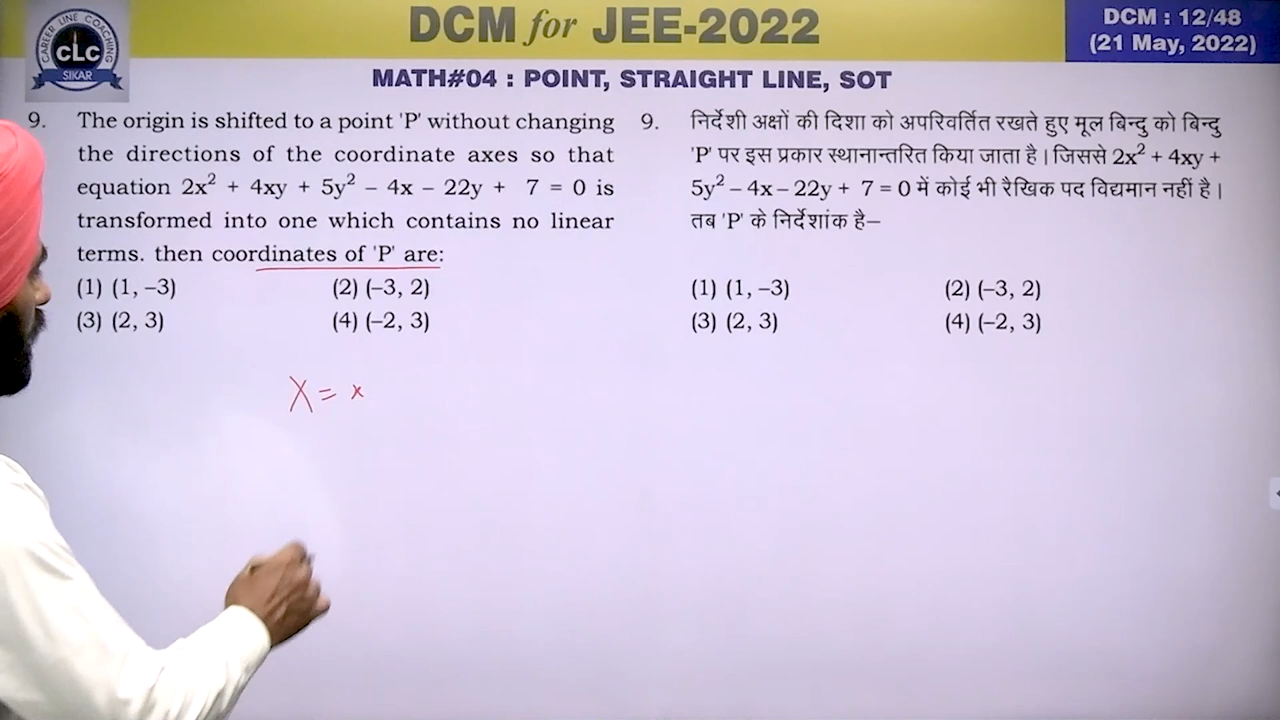 DCM for JEE-2022
DCM : 12/48
(21 May, 2022)
CAREER LINE COACHING
CLC
SIKAR
MATH#04 : POINT, STRAIGHT LINE, SOT
9. The origin is shifted to a point 'P' without changing
the directions of the coordinate axes so that
equation 2x² + 4xy + 5y² – 4x – 22y + 7 = 0 is
transformed into one which contains no linear
terms. then coordinates of 'P' are:
(1) (1, –3) (2) (–3, 2)
(3) (2, 3) (4) (–2, 3)
9. निर्देशी अक्षों की दिशा को अपरिवर्तित रखते हुए मूल बिन्दु को बिन्दु
'P' पर इस प्रकार स्थानान्तरित किया जाता है। जिससे 2x² + 4xy +
5y² – 4x – 22y + 7 = 0 में कोई भी रैखिक पद विद्यमान नहीं है।
तब 'P' के निर्देशांक है–
(1) (1, –3) (2) (–3, 2)
(3) (2, 3) (4) (–2, 3)
X = x